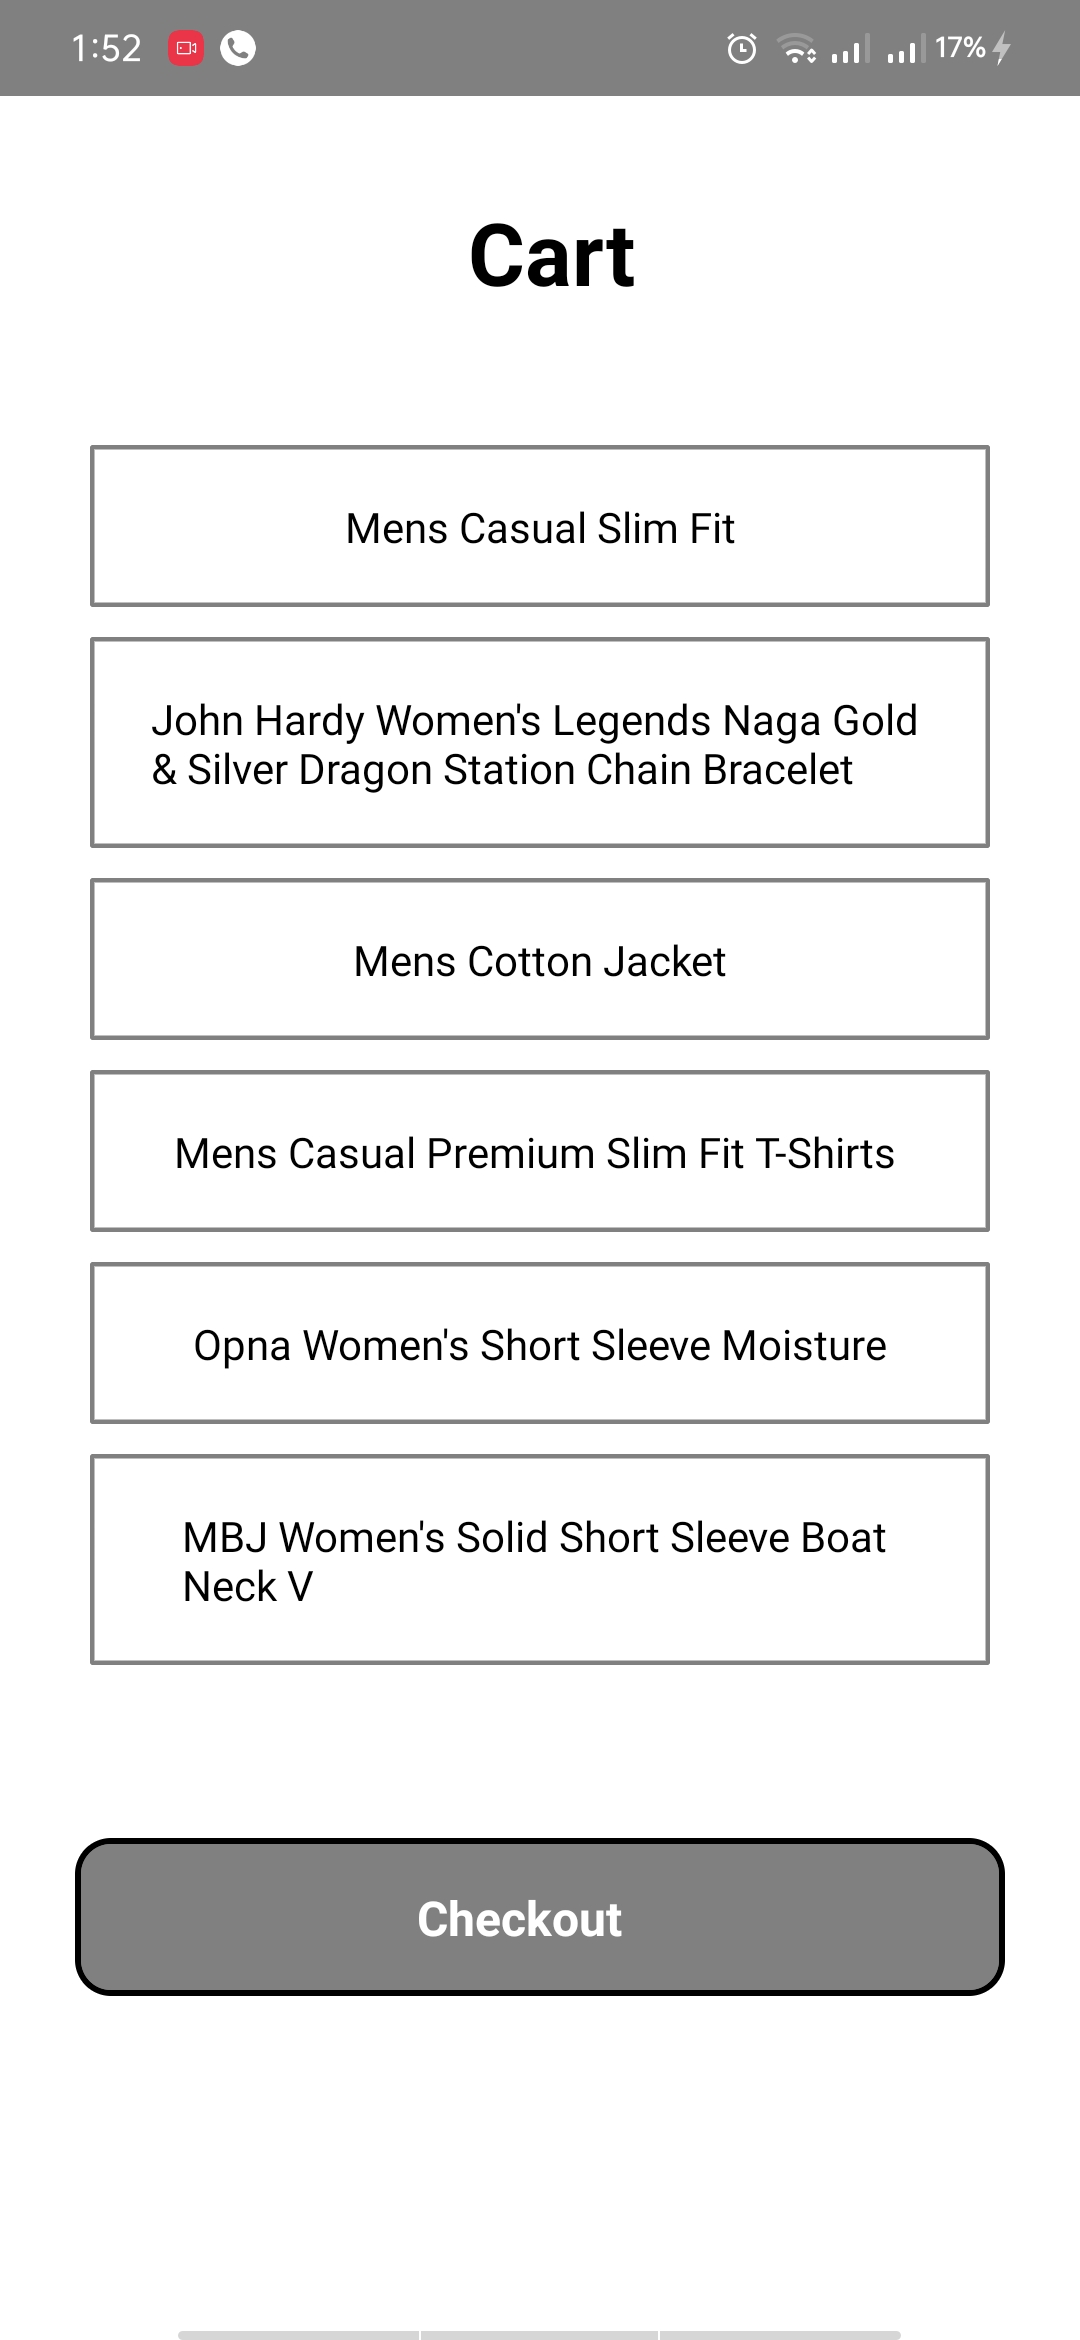 1:52
17%
Cart
Mens Casual Slim Fit
John Hardy Women's Legends Naga Gold
& Silver Dragon Station Chain Bracelet
Mens Cotton Jacket
Mens Casual Premium Slim Fit T-Shirts
Opna Women's Short Sleeve Moisture
MBJ Women's Solid Short Sleeve Boat
Neck V
Checkout